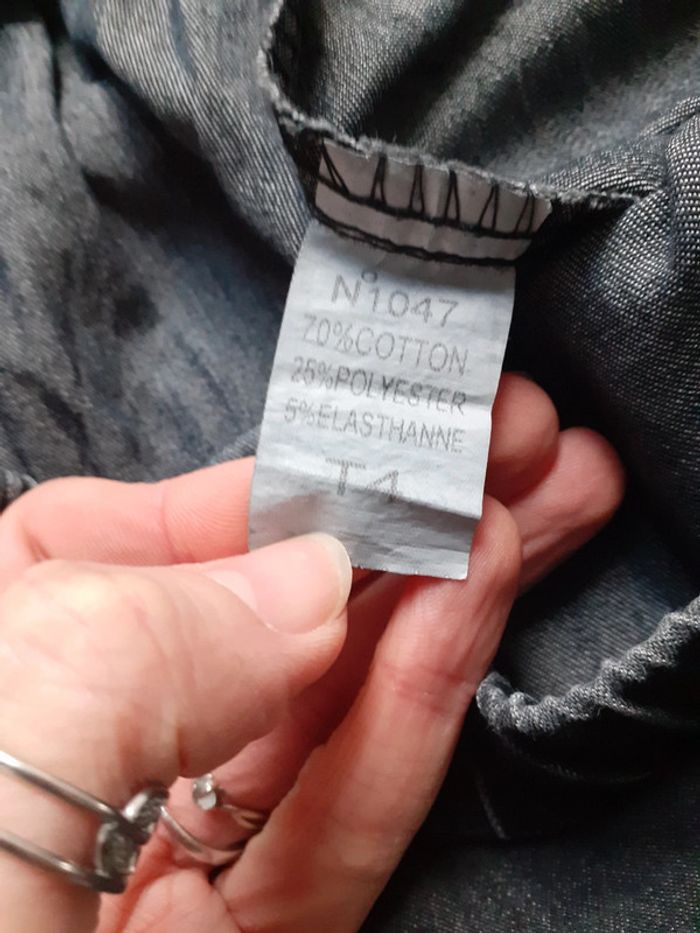 N°1047
70%COTTON
25%POLYESTER
5%ELASTHANNE
T4